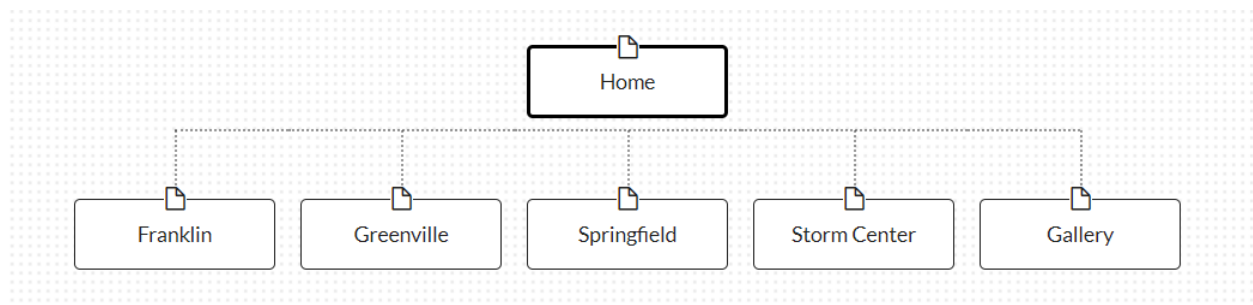 Home
Franklin
Greenville
Springfield
Storm Center
Gallery